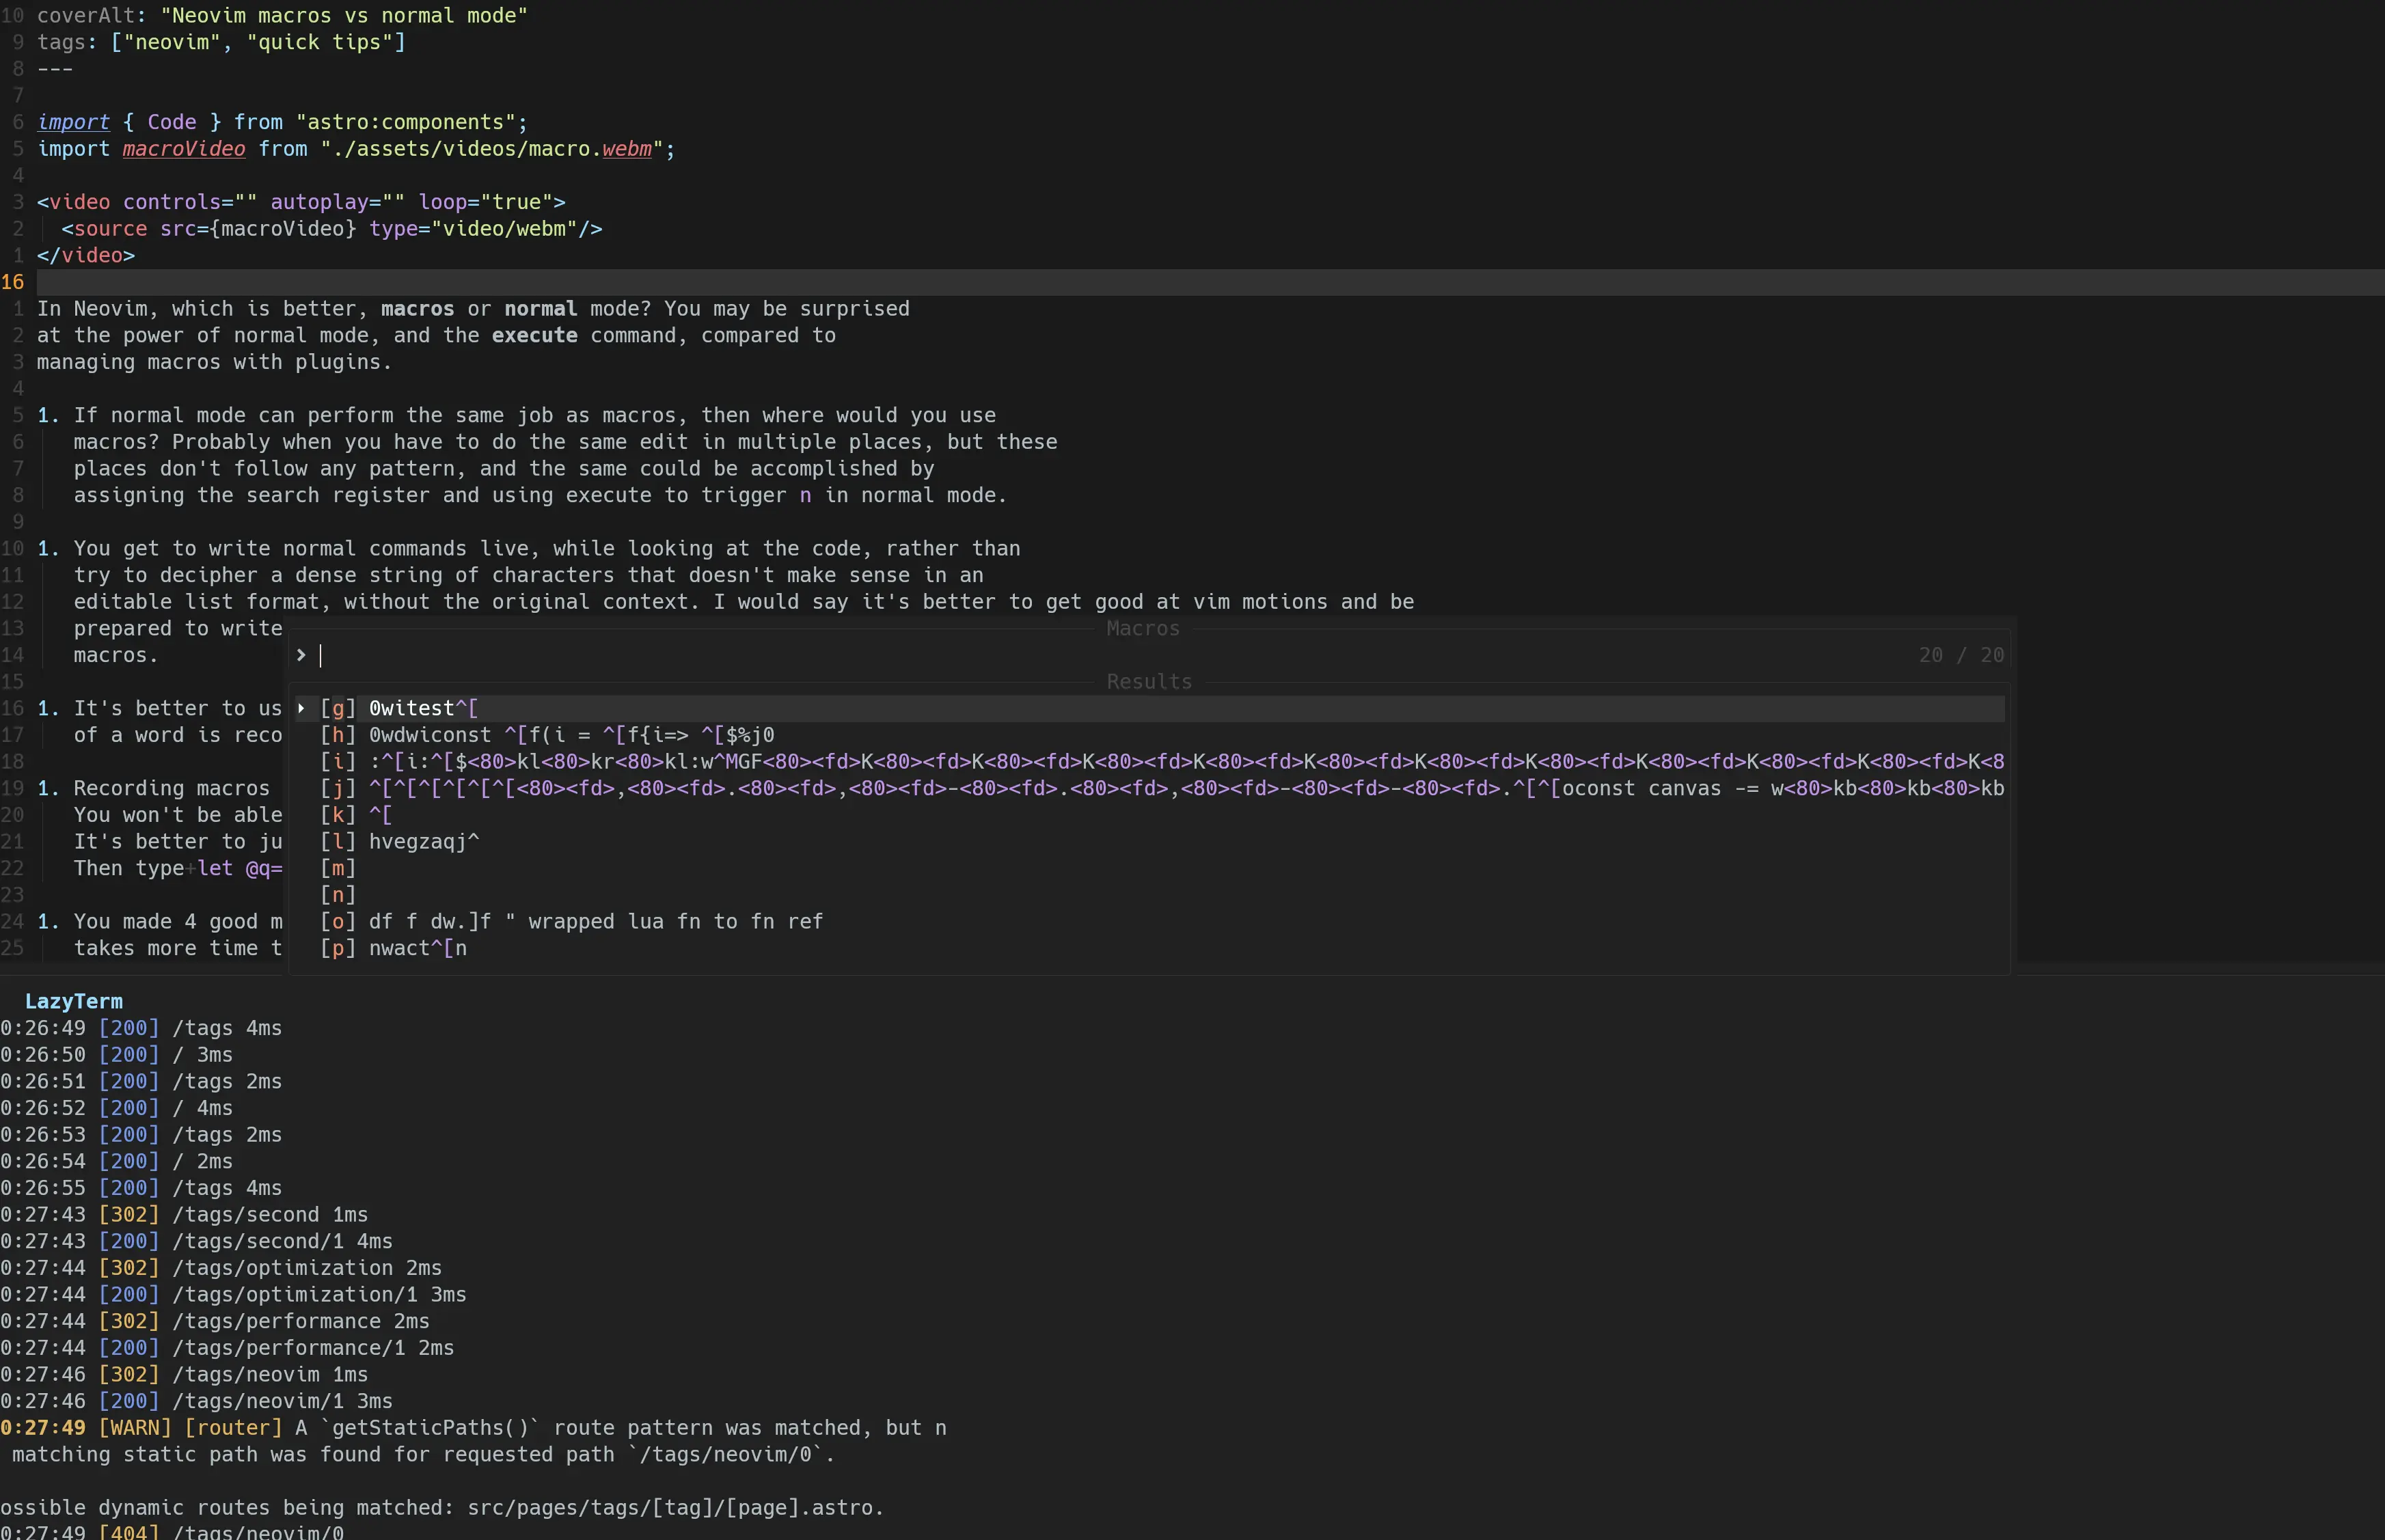 10 coverAlt: "Neovim macros vs normal mode"
9 tags: ["neovim", "quick tips"]
8 ---
7
6 import { Code } from "astro:components";
5 import macroVideo from "./assets/videos/macro.webm";
4
3 <video controls="" autoplay="" loop="true">
2 <source src={macroVideo} type="video/webm"/>
1 </video>
16
1 In Neovim, which is better, macros or normal mode? You may be surprised
2 at the power of normal mode, and the execute command, compared to
3 managing macros with plugins.
4
5 1. If normal mode can perform the same job as macros, then where would you use
6 macros? Probably when you have to do the same edit in multiple places, but these
7 places don't follow any pattern, and the same could be accomplished by
8 assigning the search register and using execute to trigger n in normal mode.
9
10 1. You get to write normal commands live, while looking at the code, rather than
11 try to decipher a dense string of characters that doesn't make sense in an
12 editable list format, without the original context. I would say it's better to get good at vim motions and be
13 prepared to write
14 macros.
15
16 1. It's better to us
17 of a word is reco
18
19 1. Recording macros
20 You won't be able
21 It's better to ju
22 Then type+let @q=
23
24 1. You made 4 good m
25 takes more time t
Macros
> 20 / 20
Results
[g] 0witest^[
[h] 0wdwiconst ^[f(i = ^[f{i=> ^[$%j0
[i] :^[i:^[$<80>kl<80>kr<80>kl:w^MGF<80><fd>K<80><fd>K<80><fd>K<80><fd>K<80><fd>K<80><fd>K<80><fd>K<80><fd>K<80><fd>K<80><fd>K<80><fd>K<8
[j] ^[^[^[^[^[^[<80><fd>,<80><fd>.<80><fd>,<80><fd>-<80><fd>.<80><fd>,<80><fd>-<80><fd>-<80><fd>.^[^[oconst canvas -= w<80>kb<80>kb<80>kb
[k] ^[
[l] hvegzaqj^
[m]
[n]
[o] df f dw.]f " wrapped lua fn to fn ref
[p] nwact^[n
LazyTerm
0:26:49 [200] /tags 4ms
0:26:50 [200] / 3ms
0:26:51 [200] /tags 2ms
0:26:52 [200] / 4ms
0:26:53 [200] /tags 2ms
0:26:54 [200] / 2ms
0:26:55 [200] /tags 4ms
0:27:43 [302] /tags/second 1ms
0:27:43 [200] /tags/second/1 4ms
0:27:44 [302] /tags/optimization 2ms
0:27:44 [200] /tags/optimization/1 3ms
0:27:44 [302] /tags/performance 2ms
0:27:44 [200] /tags/performance/1 2ms
0:27:46 [302] /tags/neovim 1ms
0:27:46 [200] /tags/neovim/1 3ms
0:27:49 [WARN] [router] A `getStaticPaths()` route pattern was matched, but n
matching static path was found for requested path `/tags/neovim/0`.
ossible dynamic routes being matched: src/pages/tags/[tag]/[page].astro.
0:27:49 [404] /tags/neovim/0